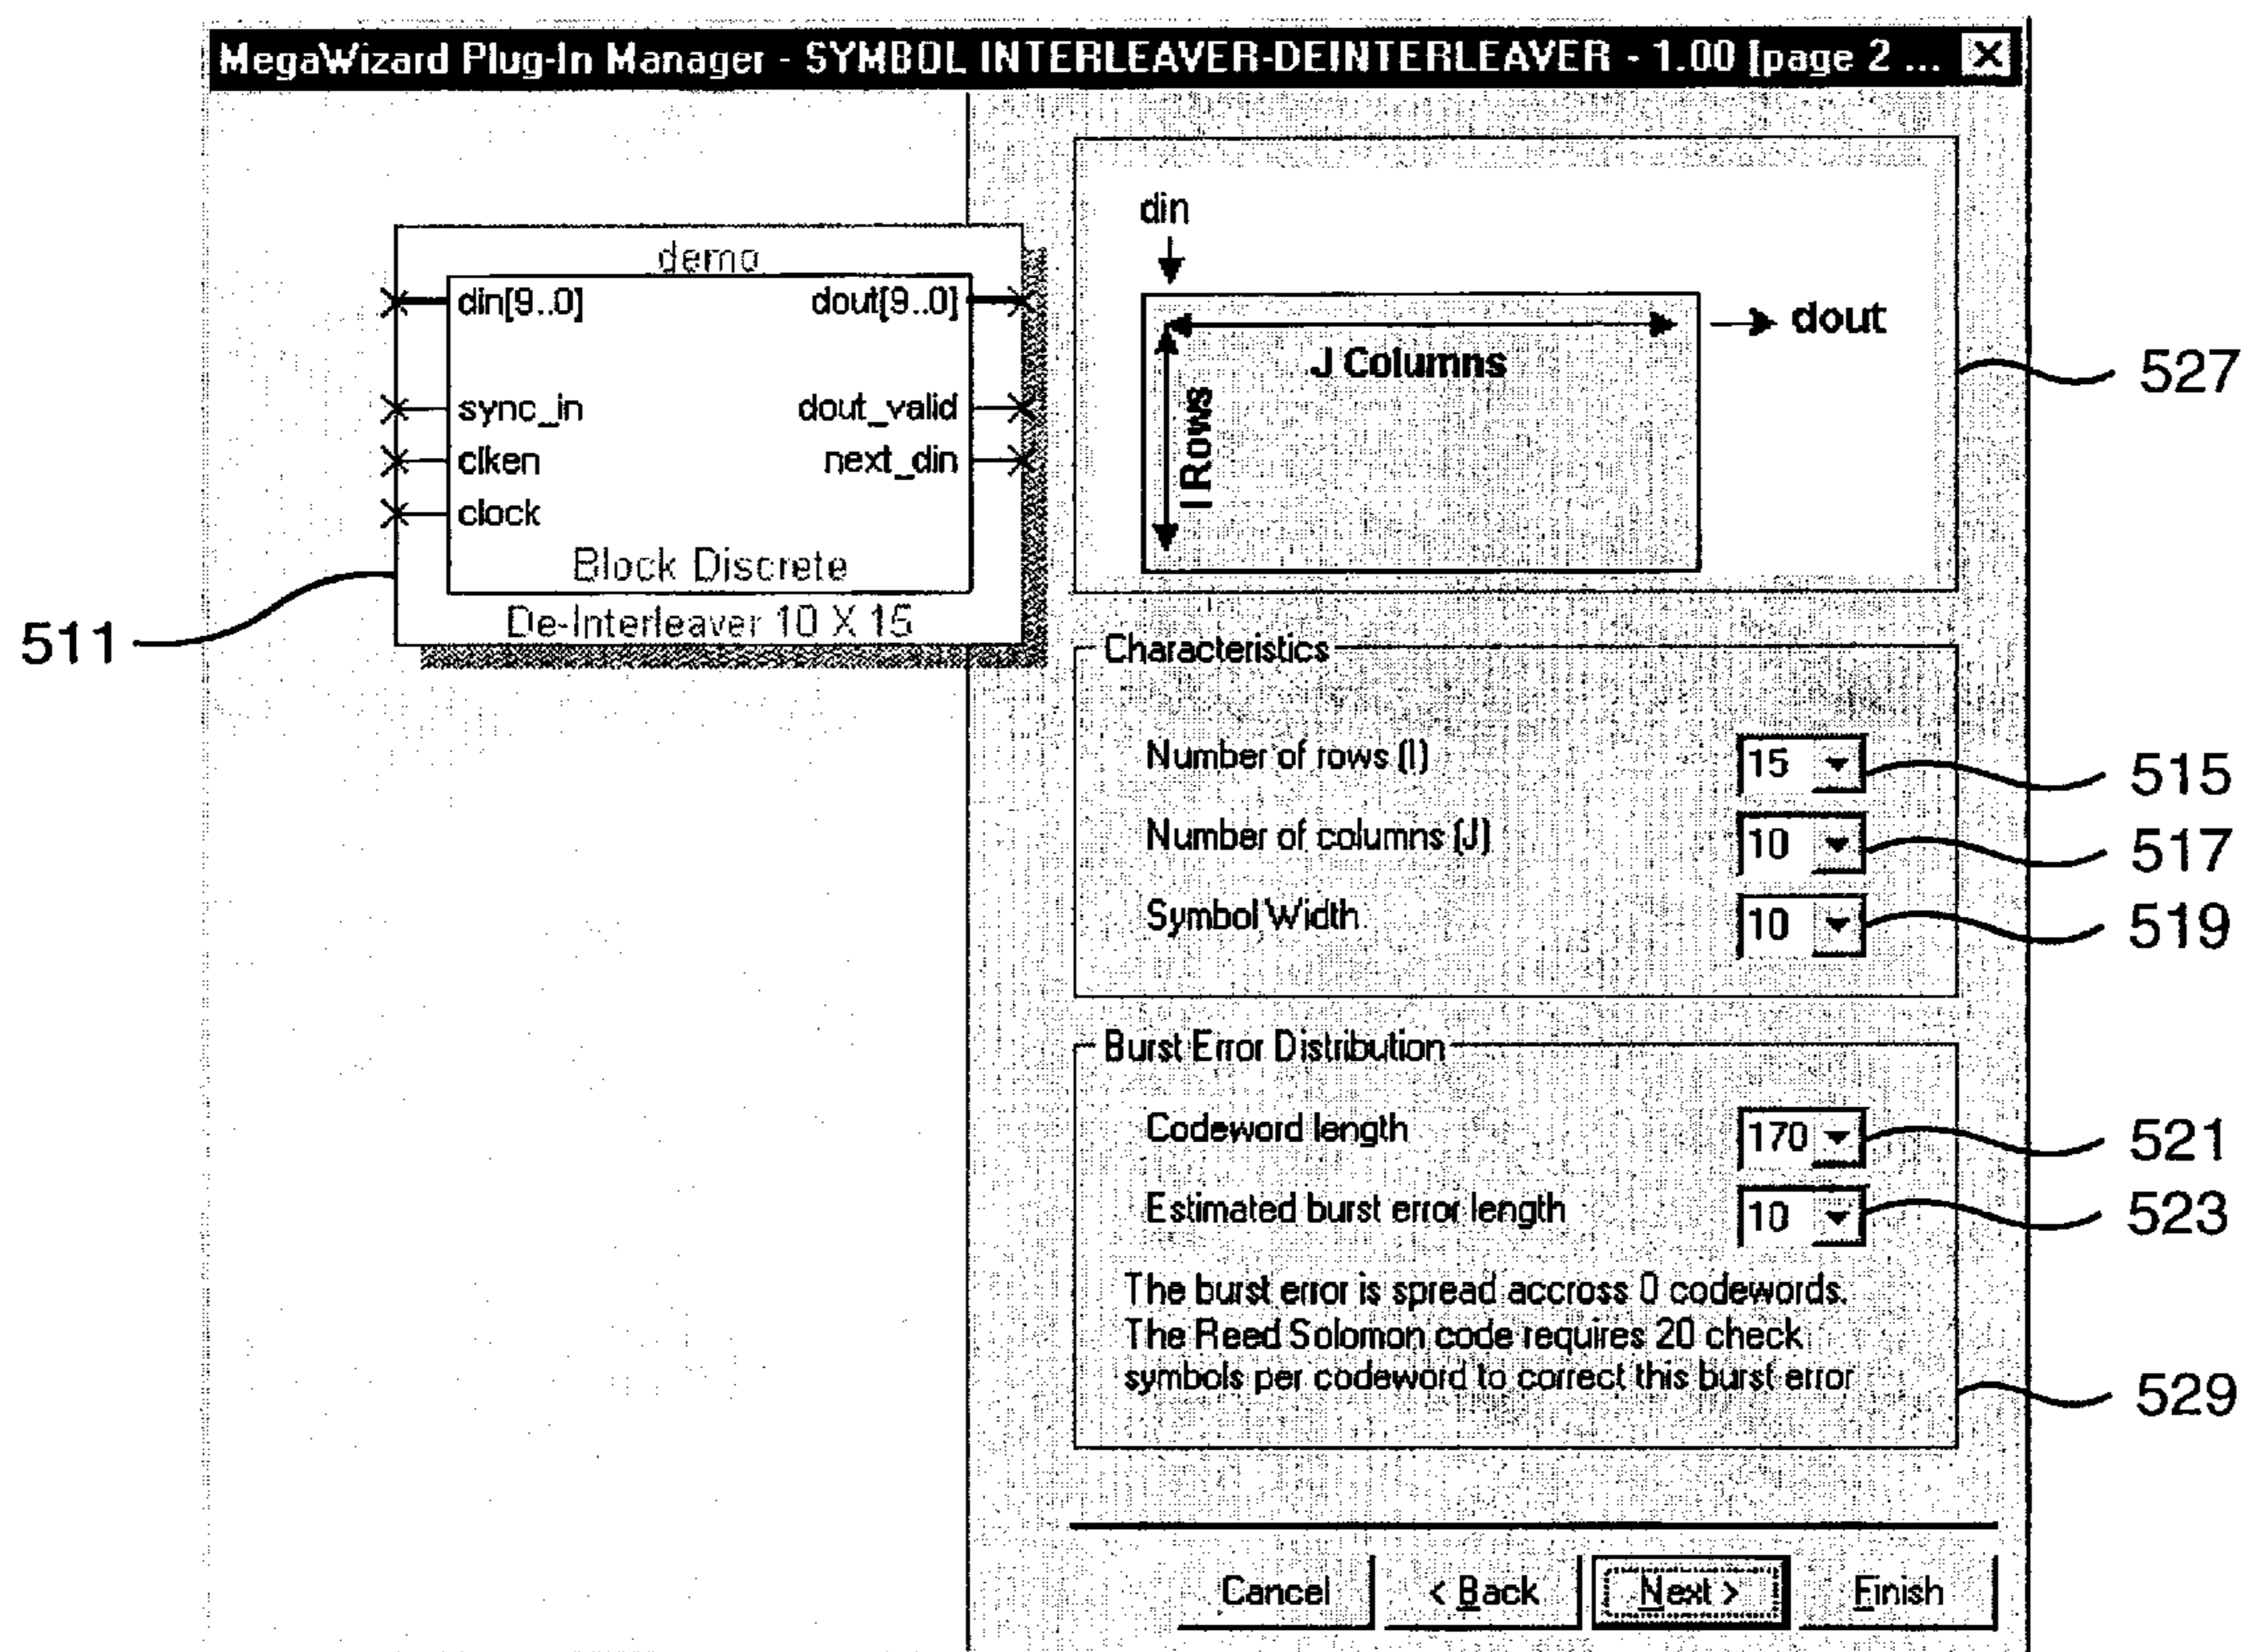 MegaWizard Plug-In Manager - SYMBOL INTERLEAVER-DEINTERLEAVER - 1.00 [page 2 ...
demo
din[9..0]
dout[9..0]
sync_in
dout_valid
clken
next_din
clock
Block Discrete
De-Interleaver 10 X 15
511
din
dout
J Columns
I Rows
527
Characteristics
Number of rows (I)
15
515
Number of columns (J)
10
517
Symbol Width
10
519
Burst Error Distribution
Codeword length
170
521
Estimated burst error length
10
523
The burst error is spread accross 0 codewords.
The Reed Solomon code requires 20 check
symbols per codeword to correct this burst error
529
Cancel
< Back
Next >
Finish